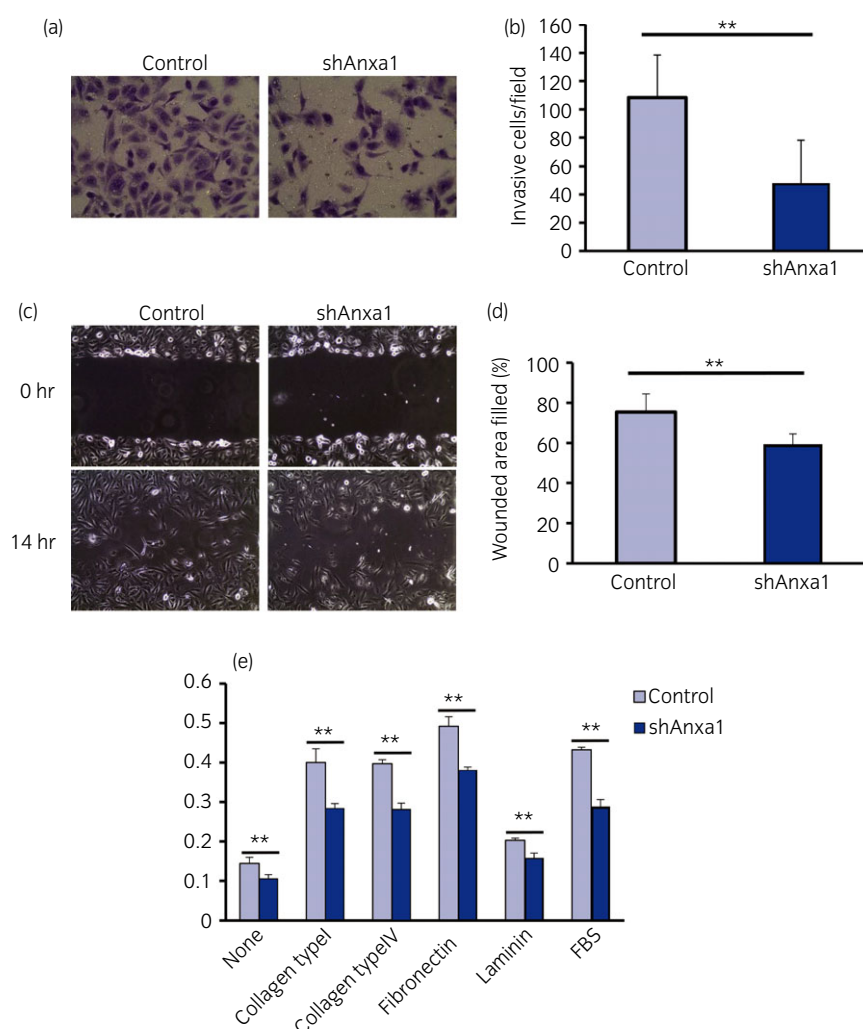 (a)
Control
shAnxa1
(b)
Invasive cells/field
160
140
120
100
80
60
40
20
0
**
Control
shAnxa1
(c)
Control
shAnxa1
0 hr
14 hr
(d)
Wounded area filled (%)
100
80
60
40
20
0
**
Control
shAnxa1
(e)
0.6
0.5
0.4
0.3
0.2
0.1
0
**
**
**
**
**
**
None
Collagen typeI
Collagen typeIV
Fibronectin
Laminin
FBS
Control
shAnxa1